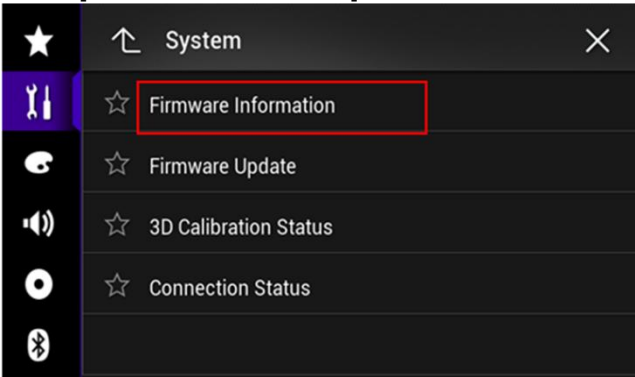 System
Firmware Information
Firmware Update
3D Calibration Status
Connection Status